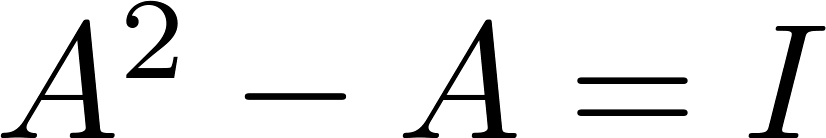 A² − A = I